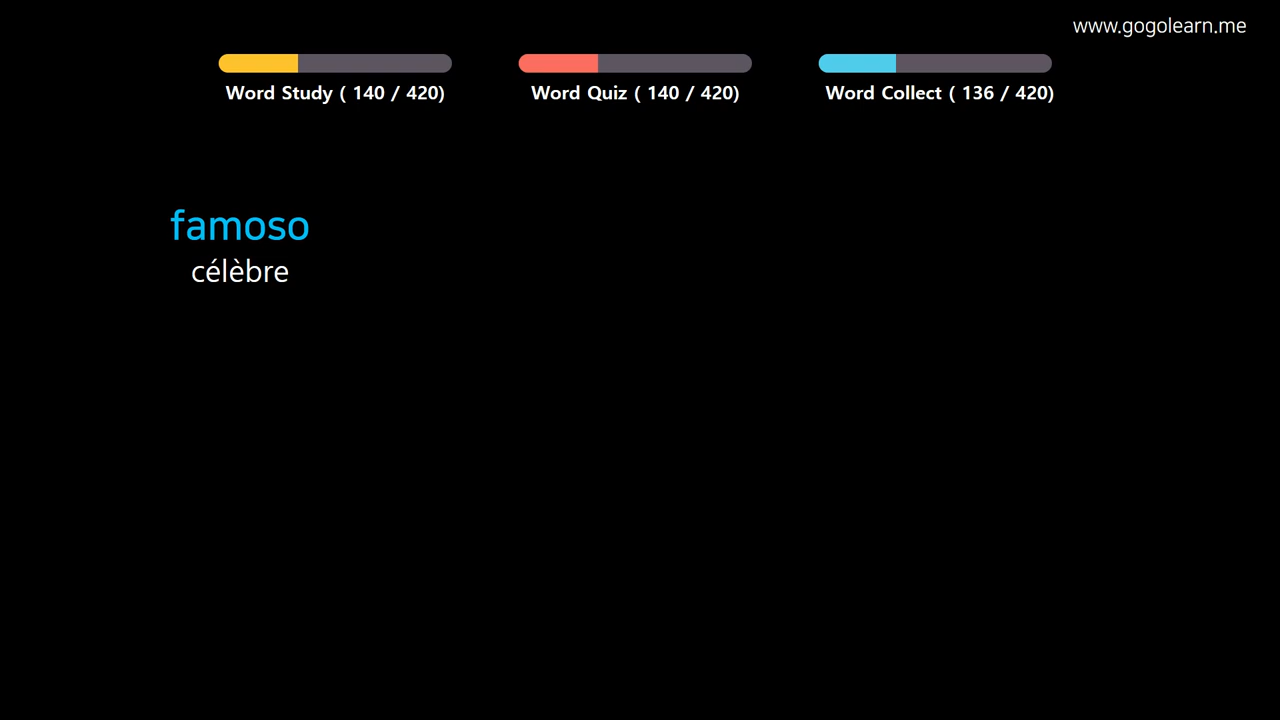 www.gogolearn.me
Word Study ( 140 / 420)
Word Quiz ( 140 / 420)
Word Collect ( 136 / 420)
famoso
célèbre